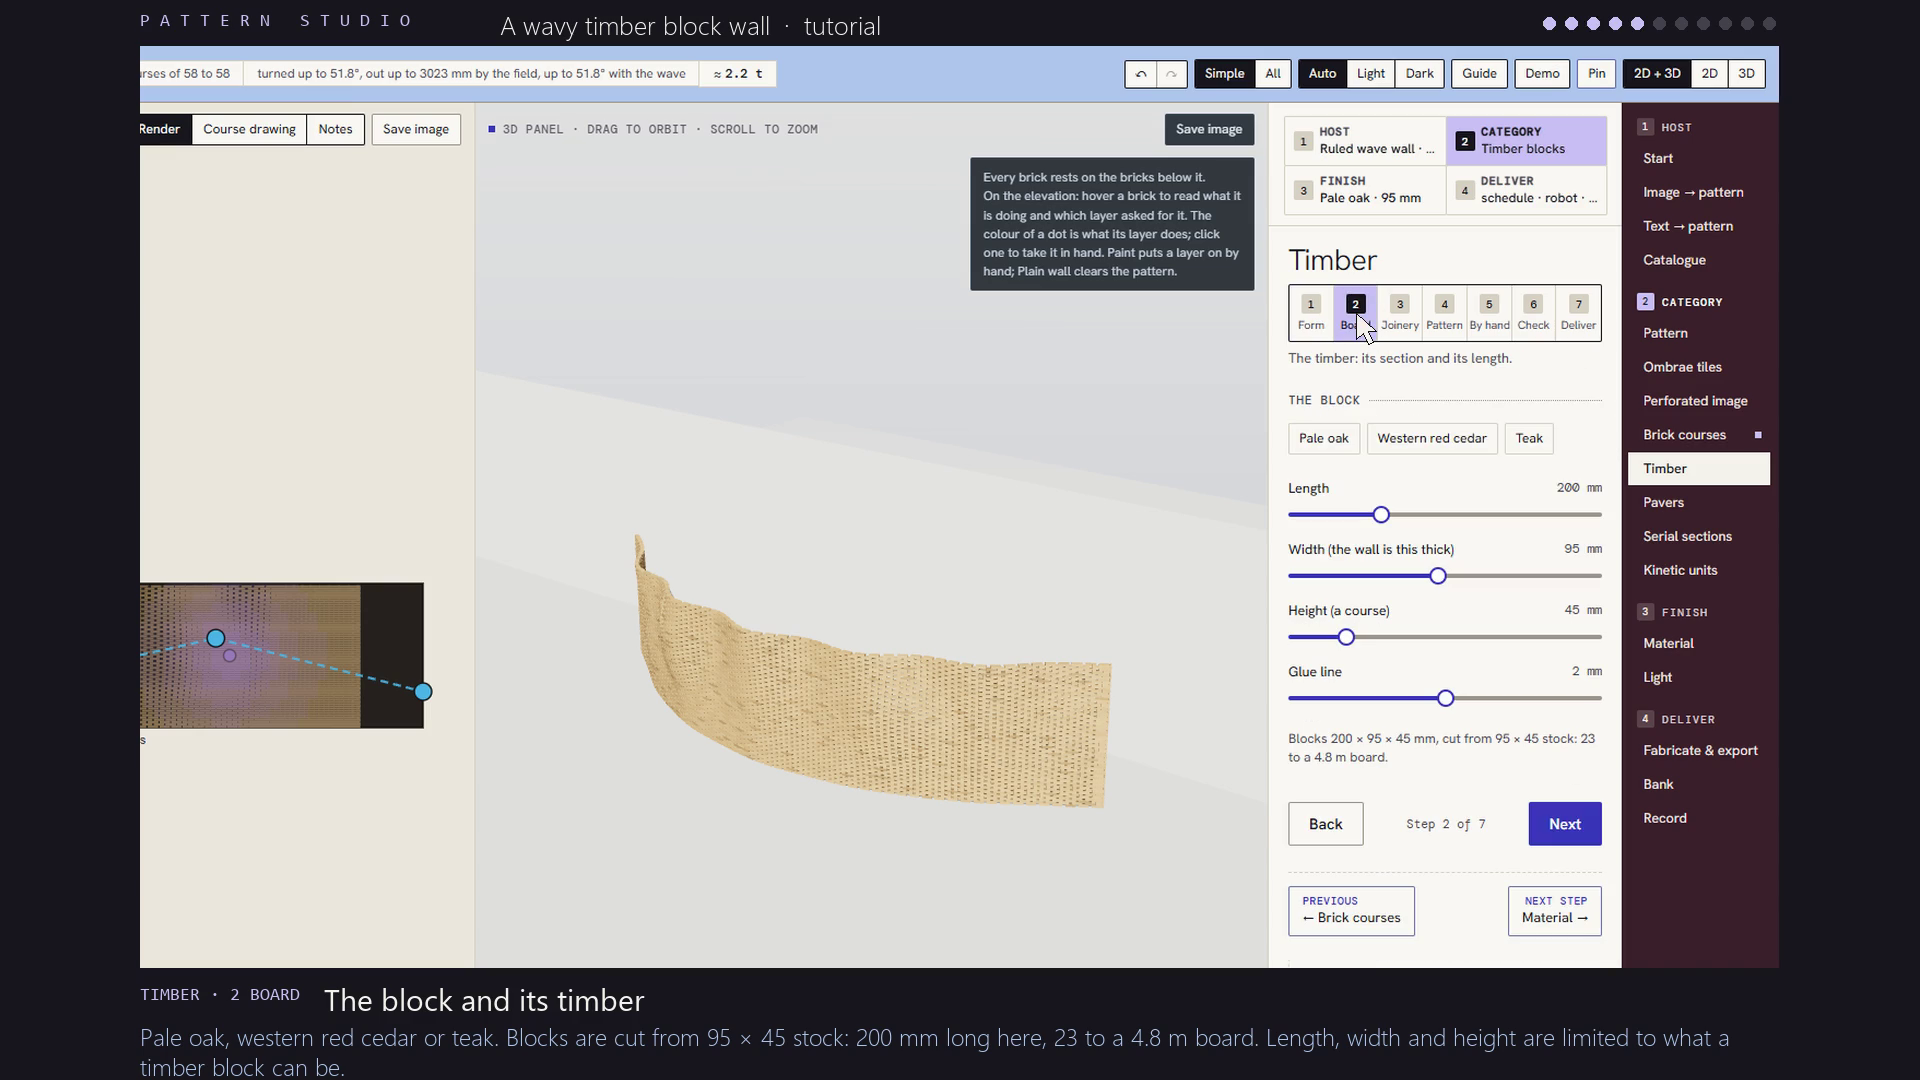 PATTERN STUDIO
A wavy timber block wall · tutorial
rses of 58 to 58
turned up to 51.8°, out up to 3023 mm by the field, up to 51.8° with the wave
≈ 2.2 t
Simple All
Auto Light Dark
Guide
Demo
Pin
2D + 3D 2D 3D
Render Course drawing Notes
Save image
3D PANEL · DRAG TO ORBIT · SCROLL TO ZOOM
Save image
Every brick rests on the bricks below it.
On the elevation: hover a brick to read what it
is doing and which layer asked for it. The
colour of a dot is what its layer does; click
one to take it in hand. Paint puts a layer on by
hand; Plain wall clears the pattern.
s
1 HOST
Ruled wave wall · ...
2 CATEGORY
Timber blocks
3 FINISH
Pale oak · 95 mm
4 DELIVER
schedule · robot · ...
Timber
1 2 3 4 5 6 7
Form Joinery Pattern By hand Check Deliver
The timber: its section and its length.
THE BLOCK
Pale oak Western red cedar Teak
Length 200 mm
Width (the wall is this thick) 95 mm
Height (a course) 45 mm
Glue line 2 mm
Blocks 200 × 95 × 45 mm, cut from 95 × 45 stock: 23
to a 4.8 m board.
Back Step 2 of 7 Next
PREVIOUS
← Brick courses
NEXT STEP
Material →
1 HOST
Start
Image → pattern
Text → pattern
Catalogue
2 CATEGORY
Pattern
Ombrae tiles
Perforated image
Brick courses
Timber
Pavers
Serial sections
Kinetic units
3 FINISH
Material
Light
4 DELIVER
Fabricate & export
Bank
Record
TIMBER · 2 BOARD
The block and its timber
Pale oak, western red cedar or teak. Blocks are cut from 95 × 45 stock: 200 mm long here, 23 to a 4.8 m board. Length, width and height are limited to what a
timber block can be.